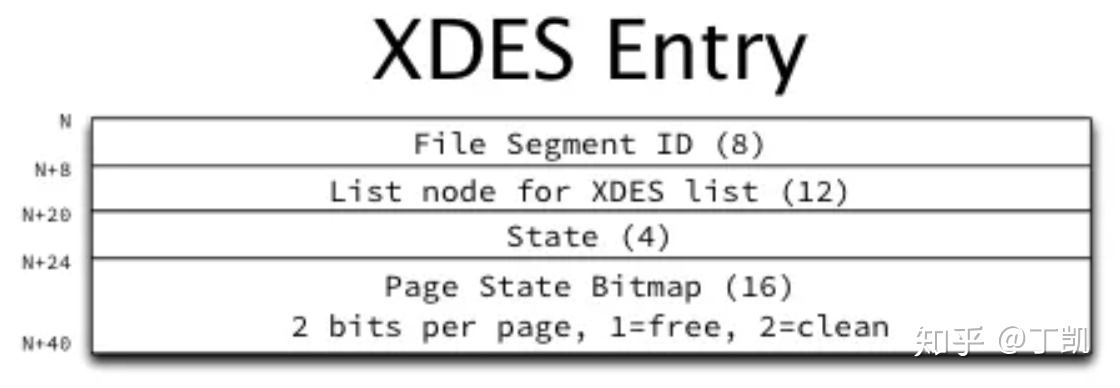 XDES Entry
N
File Segment ID (8)
N+8
List node for XDES list (12)
N+20
State (4)
N+24
Page State Bitmap (16)
2 bits per page, 1=free, 2=clean
N+40
知乎 @丁凯